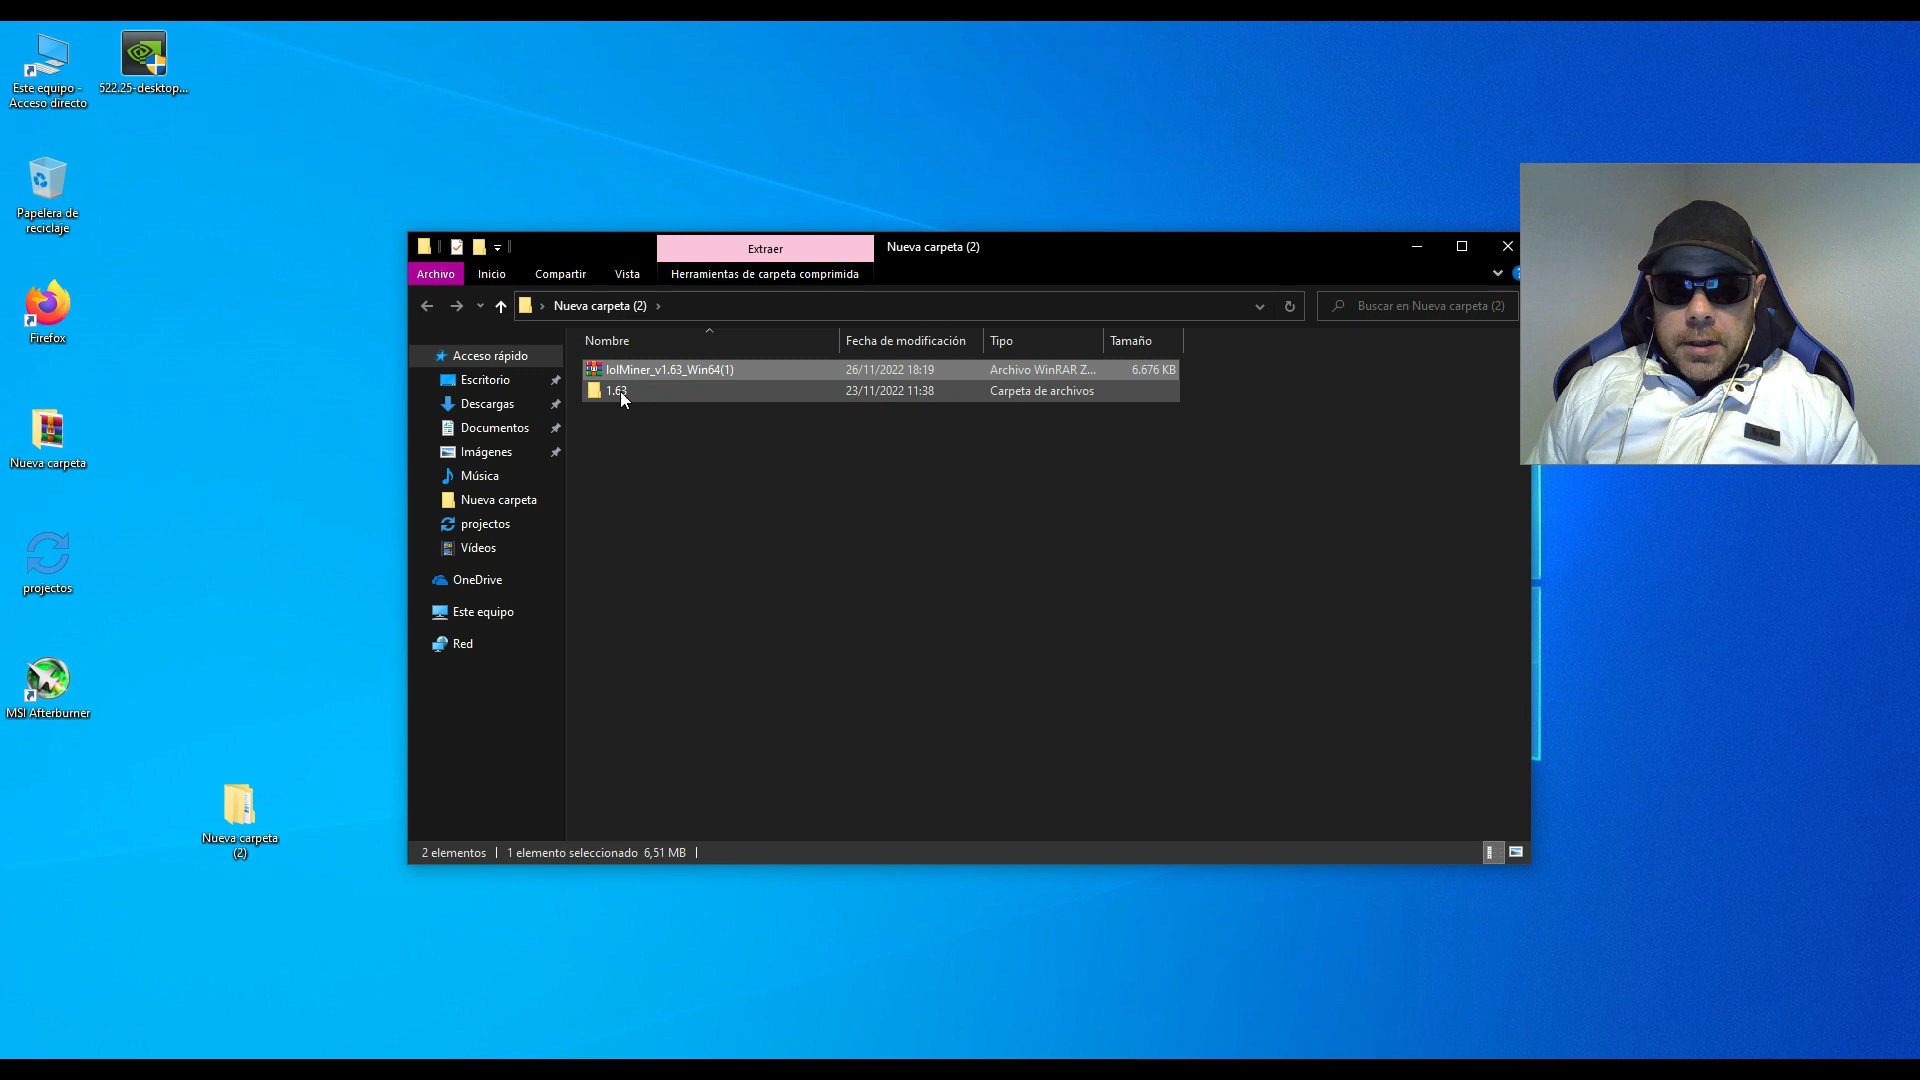 Este equipo -
Acceso directo
522.25-desktop...
Papelera de
reciclaje
Firefox
Nueva carpeta
projectos
MSI Afterburner
Nueva carpeta
(2)
Extraer
Nueva carpeta (2)
Archivo
Inicio
Compartir
Vista
Herramientas de carpeta comprimida
Nueva carpeta (2)
Buscar en Nueva carpeta (2)
Nombre
Fecha de modificación
Tipo
Tamaño
lolMiner_v1.63_Win64(1)
26/11/2022 18:19
Archivo WinRAR Z...
6.676 KB
1.63
23/11/2022 11:38
Carpeta de archivos
Acceso rápido
Escritorio
Descargas
Documentos
Imágenes
Música
Nueva carpeta
projectos
Vídeos
OneDrive
Este equipo
Red
2 elementos
1 elemento seleccionado 6,51 MB